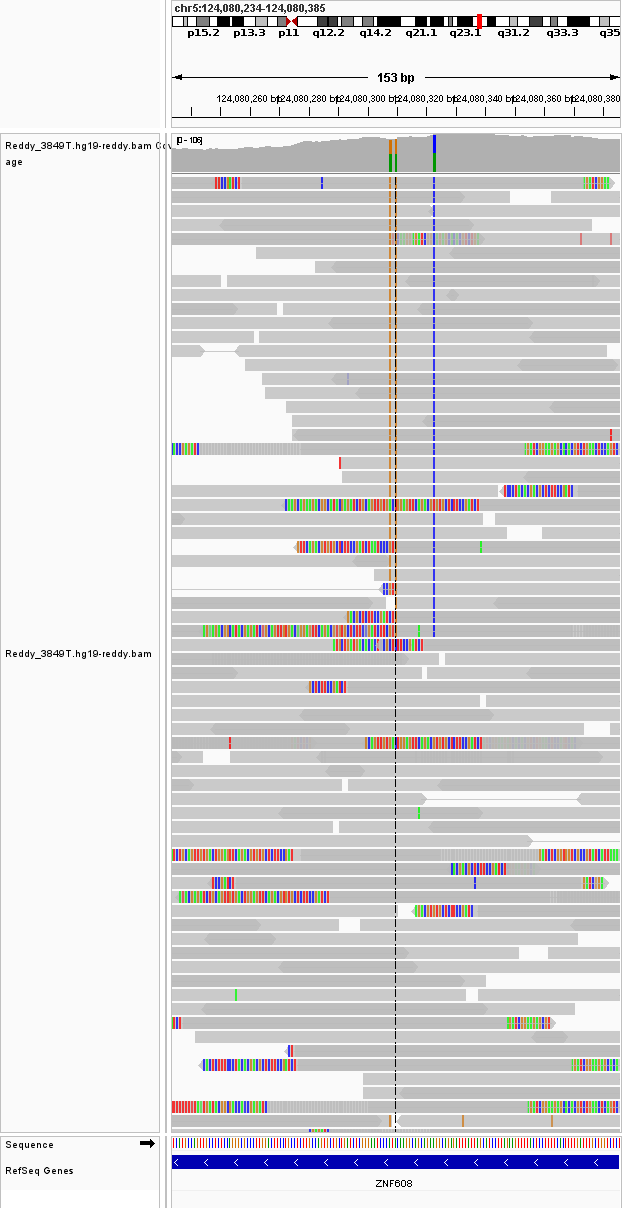 chr5:124,080,234-124,080,385
p15.2 p13.3 p11 q12.2 q14.2 q21.1 q23.1 q31.2 q33.3 q35
153 bp
124,080,260 bp 124,080,280 bp 124,080,300 bp 124,080,320 bp 124,080,340 bp 124,080,360 bp 124,080,380
[0 - 106]
Reddy_3849T.hg19-reddy.bam Cov
age
Reddy_3849T.hg19-reddy.bam
Sequence
RefSeq Genes
ZNF608